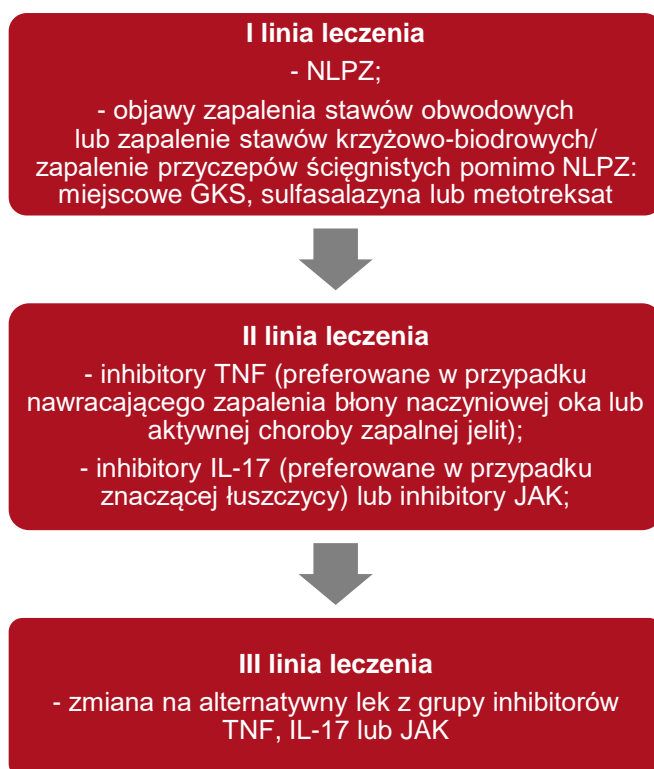 I linia leczenia
- NLPZ;
- objawy zapalenia stawów obwodowych
lub zapalenie stawów krzyżowo-biodrowych/
zapalenie przyczepów ścięgnistych pomimo NLPZ:
miejscowe GKS, sulfasalazyna lub metotreksat
II linia leczenia
- inhibitory TNF (preferowane w przypadku
nawracającego zapalenia błony naczyniowej oka lub
aktywnej choroby zapalnej jelit);
- inhibitory IL-17 (preferowane w przypadku
znaczącej łuszczycy) lub inhibitory JAK;
III linia leczenia
- zmiana na alternatywny lek z grupy inhibitorów
TNF, IL-17 lub JAK